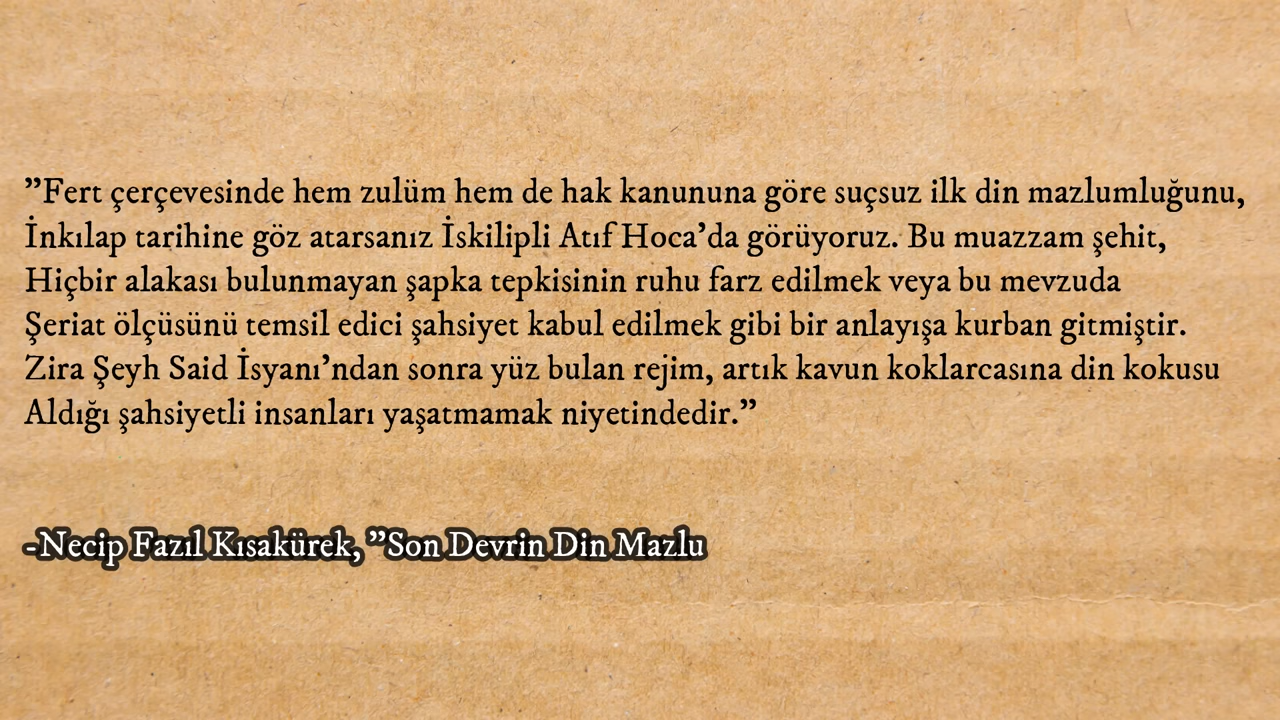 "Fert çerçevesinde hem zulüm hem de hak kanununa göre suçsuz ilk din mazlumluğunu,
İnkılap tarihine göz atarsanız İskilipli Atıf Hoca'da görüyoruz. Bu muazzam şehit,
Hiçbir alakası bulunmayan şapka tepkisinin ruhu farz edilmek veya bu mevzuda
Şeriat ölçüsünü temsil edici şahsiyet kabul edilmek gibi bir anlayışa kurban gitmiştir.
Zira Şeyh Said İsyanı'ndan sonra yüz bulan rejim, artık kavun koklarcasına din kokusu
Aldığı şahsiyetli insanları yaşatmamak niyetindedir."
-Necip Fazıl Kısakürek, "Son Devrin Din Mazlu